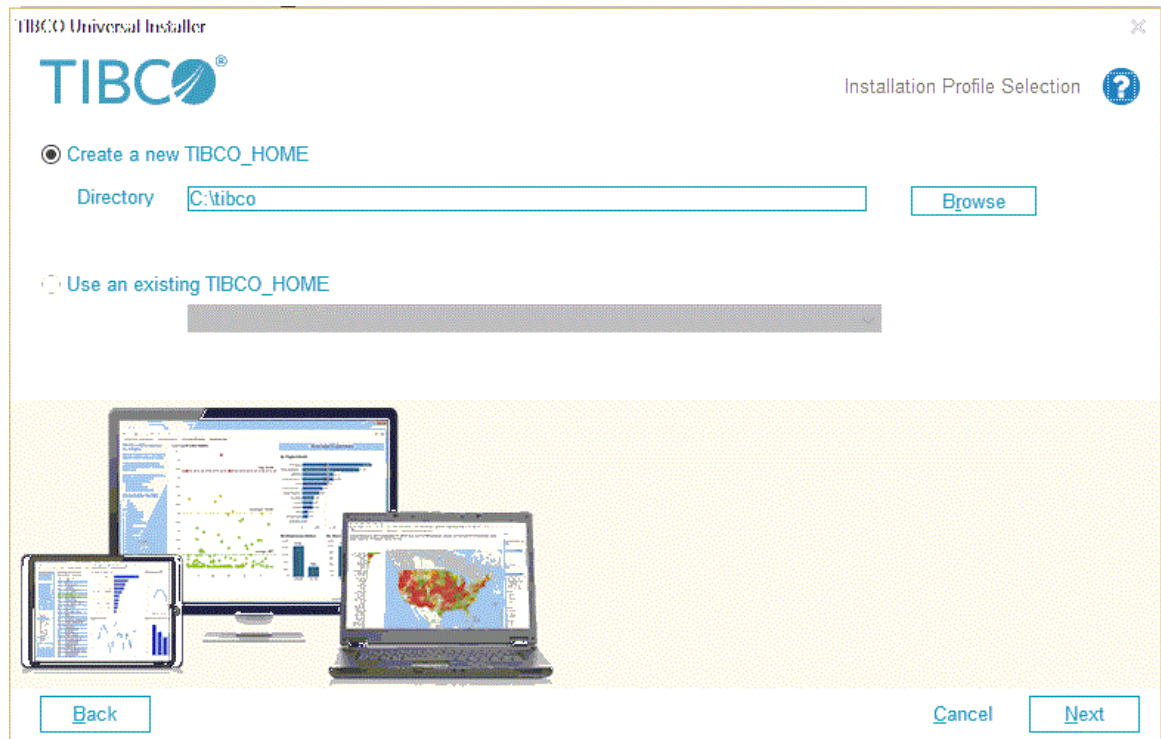 TIBCO Universal Installer
TIBCO®
Installation Profile Selection
?
Create a new TIBCO_HOME
Directory
C:\tibco
Browse
Use an existing TIBCO_HOME
Back
Cancel
Next